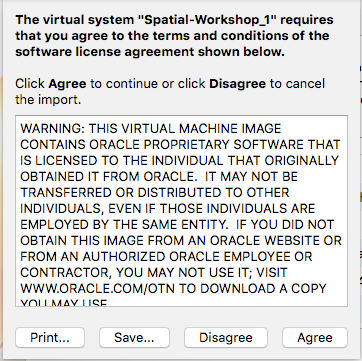 The virtual system "Spatial-Workshop_1" requires
that you agree to the terms and conditions of the
software license agreement shown below.
Click Agree to continue or click Disagree to cancel
the import.
WARNING: THIS VIRTUAL MACHINE IMAGE
CONTAINS ORACLE PROPRIETARY SOFTWARE THAT
IS LICENSED TO THE INDIVIDUAL THAT ORIGINALLY
OBTAINED IT FROM ORACLE.  IT MAY NOT BE
TRANSFERRED OR DISTRIBUTED TO OTHER
INDIVIDUALS, EVEN IF THOSE INDIVIDUALS ARE
EMPLOYED BY THE SAME ENTITY.  IF YOU DID NOT
OBTAIN THIS IMAGE FROM AN ORACLE WEBSITE OR
FROM AN AUTHORIZED ORACLE EMPLOYEE OR
CONTRACTOR, YOU MAY NOT USE IT; VISIT
WWW.ORACLE.COM/OTN TO DOWNLOAD A COPY
YOU MAY USE
Print... Save... Disagree Agree